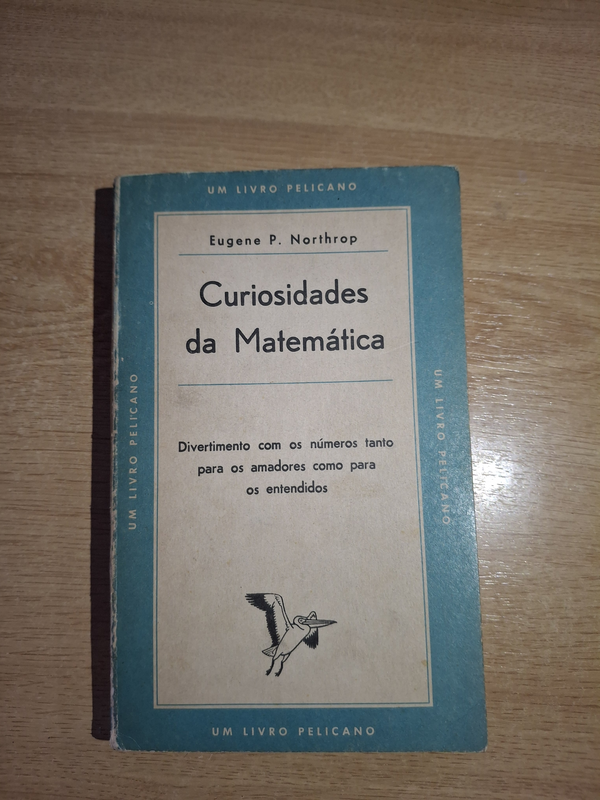 UM LIVRO PELICANO
Eugene P. Northrop
Curiosidades
da Matemática
UM LIVRO PELICANO
UM LIVRO PELICANO
Divertimento com os números tanto
para os amadores como para
os entendidos
UM LIVRO PELICANO